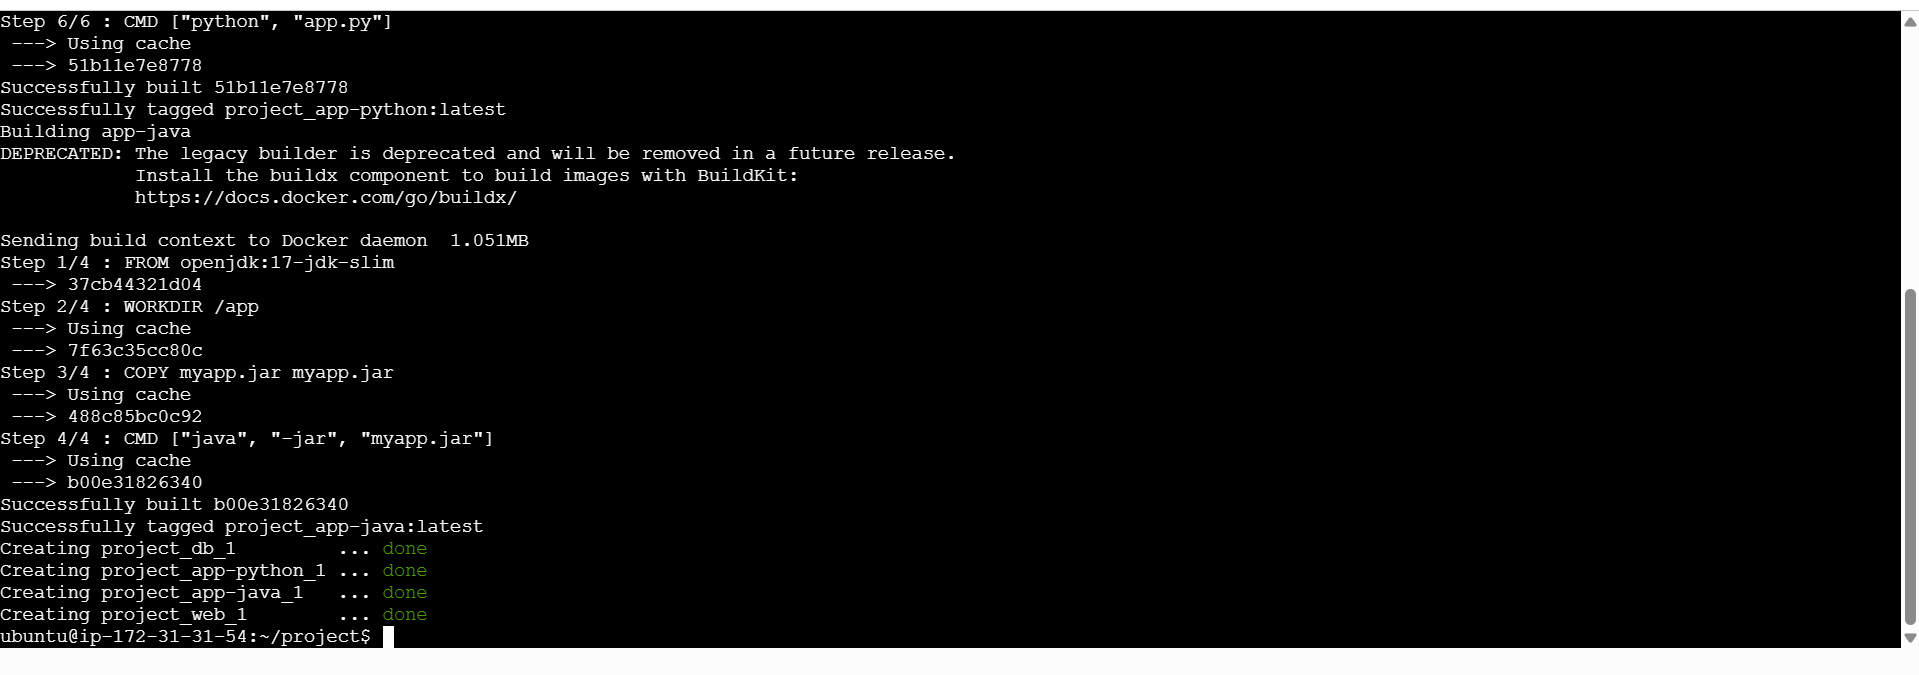 Step 6/6 : CMD ["python", "app.py"]
 ---> Using cache
 ---> 51b11e7e8778
Successfully built 51b11e7e8778
Successfully tagged project_app-python:latest
Building app-java
DEPRECATED: The legacy builder is deprecated and will be removed in a future release.
            Install the buildx component to build images with BuildKit:
            https://docs.docker.com/go/buildx/

Sending build context to Docker daemon  1.051MB
Step 1/4 : FROM openjdk:17-jdk-slim
 ---> 37cb44321d04
Step 2/4 : WORKDIR /app
 ---> Using cache
 ---> 7f63c35cc80c
Step 3/4 : COPY myapp.jar myapp.jar
 ---> Using cache
 ---> 488c85bc0c92
Step 4/4 : CMD ["java", "-jar", "myapp.jar"]
 ---> Using cache
 ---> b00e31826340
Successfully built b00e31826340
Successfully tagged project_app-java:latest
Creating project_db_1         ... done
Creating project_app-python_1 ... done
Creating project_app-java_1   ... done
Creating project_web_1        ... done
ubuntu@ip-172-31-31-54:~/project$